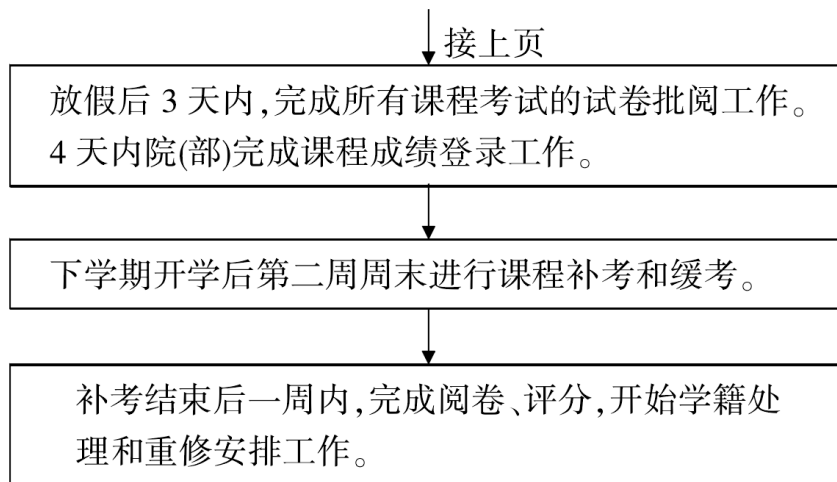 接上页
放假后 3 天内,完成所有课程考试的试卷批阅工作。
4 天内院(部)完成课程成绩登录工作。
下学期开学后第二周周末进行课程补考和缓考。
补考结束后一周内,完成阅卷、评分,开始学籍处
理和重修安排工作。